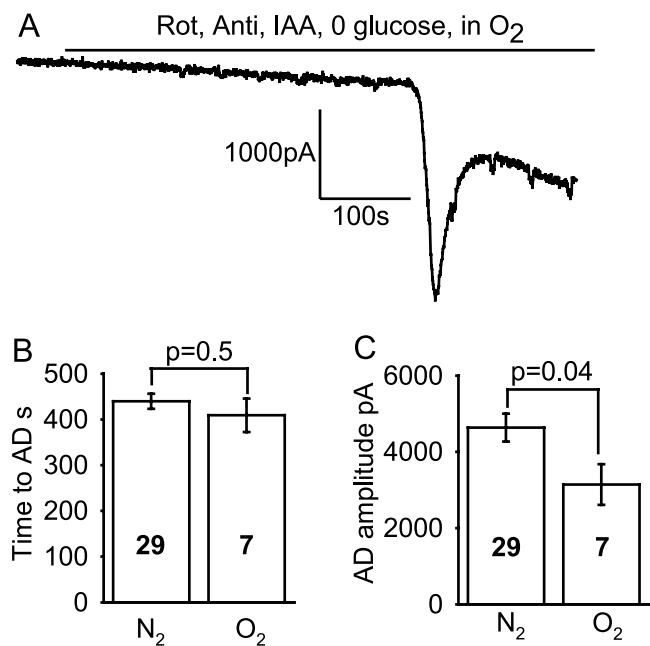 A
Rot, Anti, IAA, 0 glucose, in O₂
1000pA
100s
B
p=0.5
Time to AD s
500
400
300
200
100
0
29
7
N₂
O₂
C
p=0.04
AD amplitude pA
6000
4000
2000
0
29
7
N₂
O₂